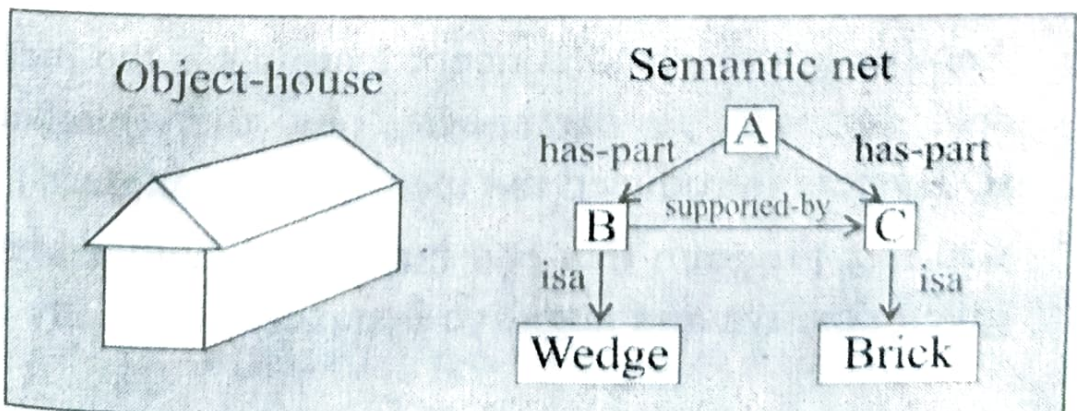 Object-house
Semantic net
A
has-part
has-part
supported-by
B
C
isa
isa
Wedge
Brick